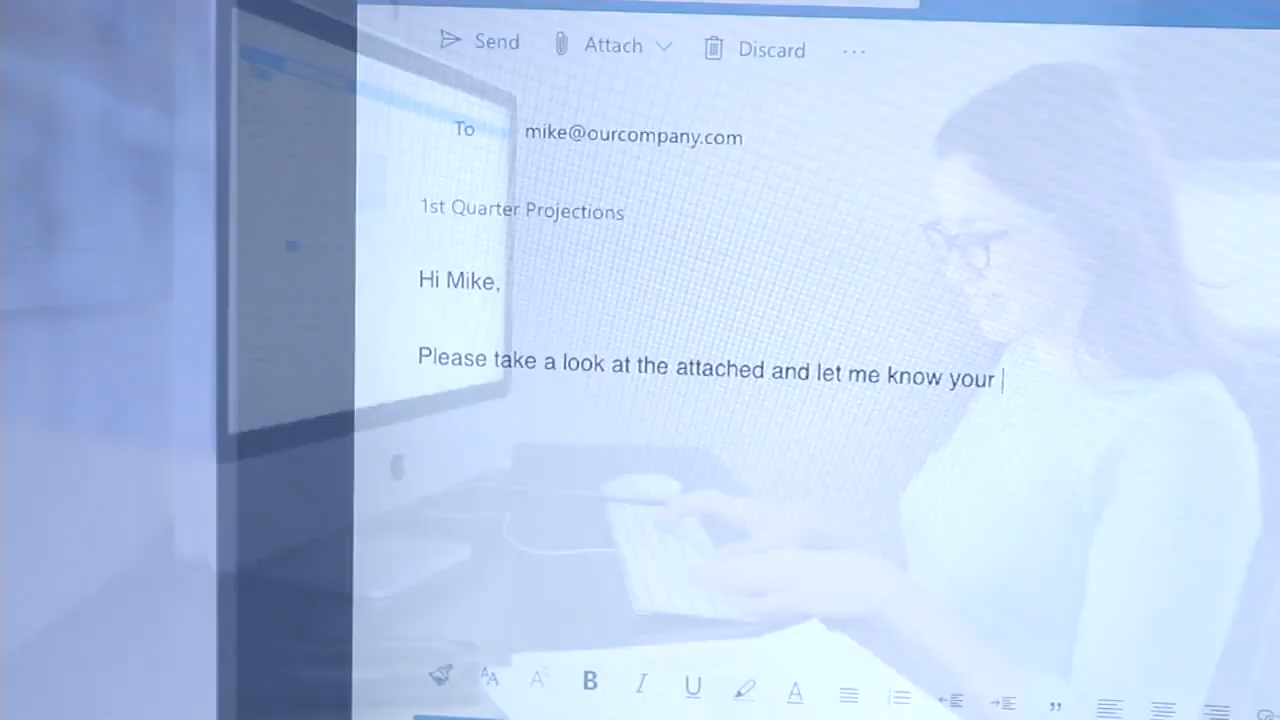 Send Attach Discard ...
To mike@ourcompany.com
1st Quarter Projections
Hi Mike,
Please take a look at the attached and let me know your
B I U A